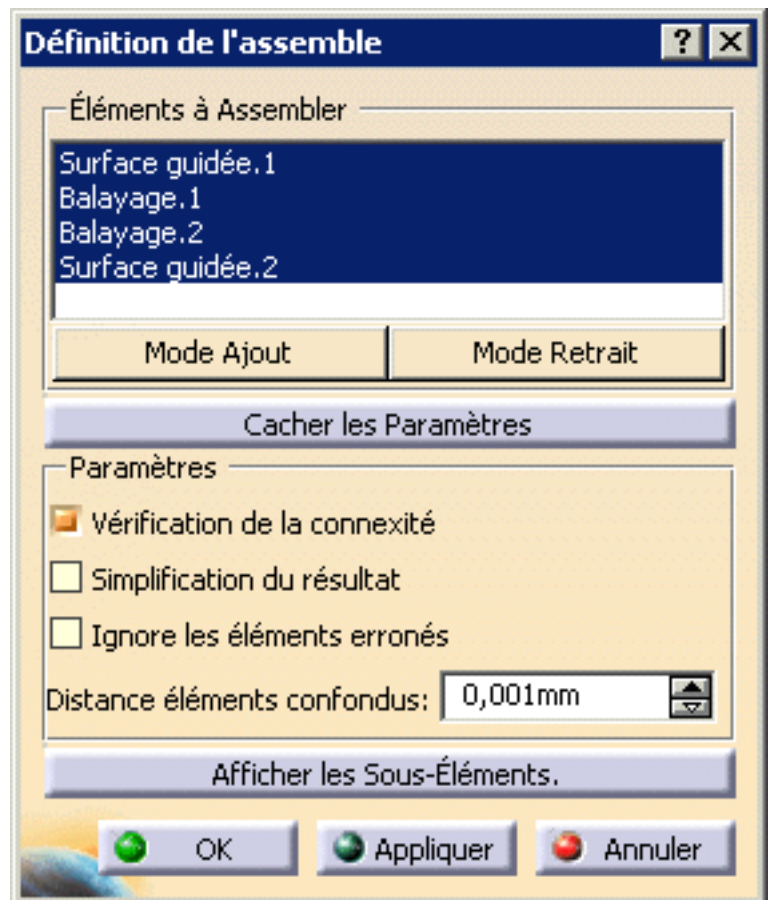 Définition de l'assemble
?
Éléments à Assembler
Surface guidée.1
Balayage.1
Balayage.2
Surface guidée.2
Mode Ajout Mode Retrait
Cacher les Paramètres
Paramètres
Vérification de la connexité
Simplification du résultat
Ignore les éléments erronés
Distance éléments confondus: 0,001mm
Afficher les Sous-Éléments.
OK Appliquer Annuler